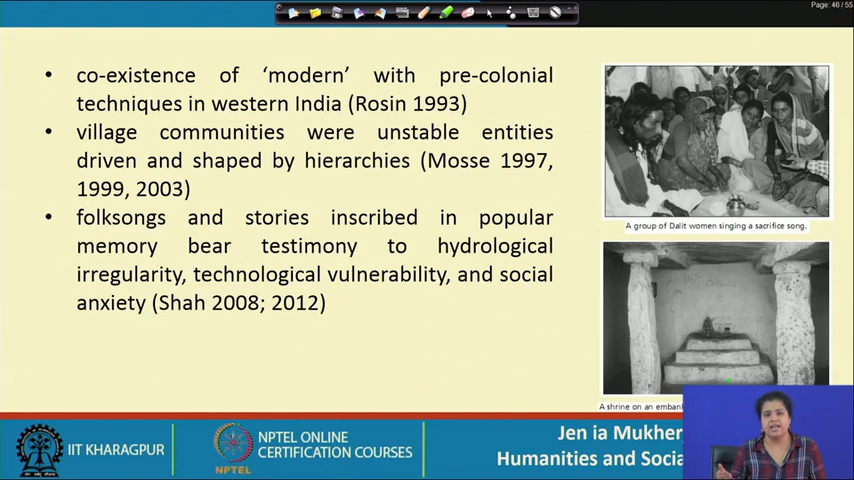 Page: 46 / 55
• co-existence of 'modern' with pre-colonial
techniques in western India (Rosin 1993)
• village communities were unstable entities
driven and shaped by hierarchies (Mosse 1997,
1999, 2003)
• folksongs and stories inscribed in popular
memory bear testimony to hydrological
irregularity, technological vulnerability, and social
anxiety (Shah 2008; 2012)
A group of Dalit women singing a sacrifice song.
A shrine on an emban
IIT KHARAGPUR
NPTEL
NPTEL ONLINE
CERTIFICATION COURSES
Jen ia Mukher
Humanities and Socia